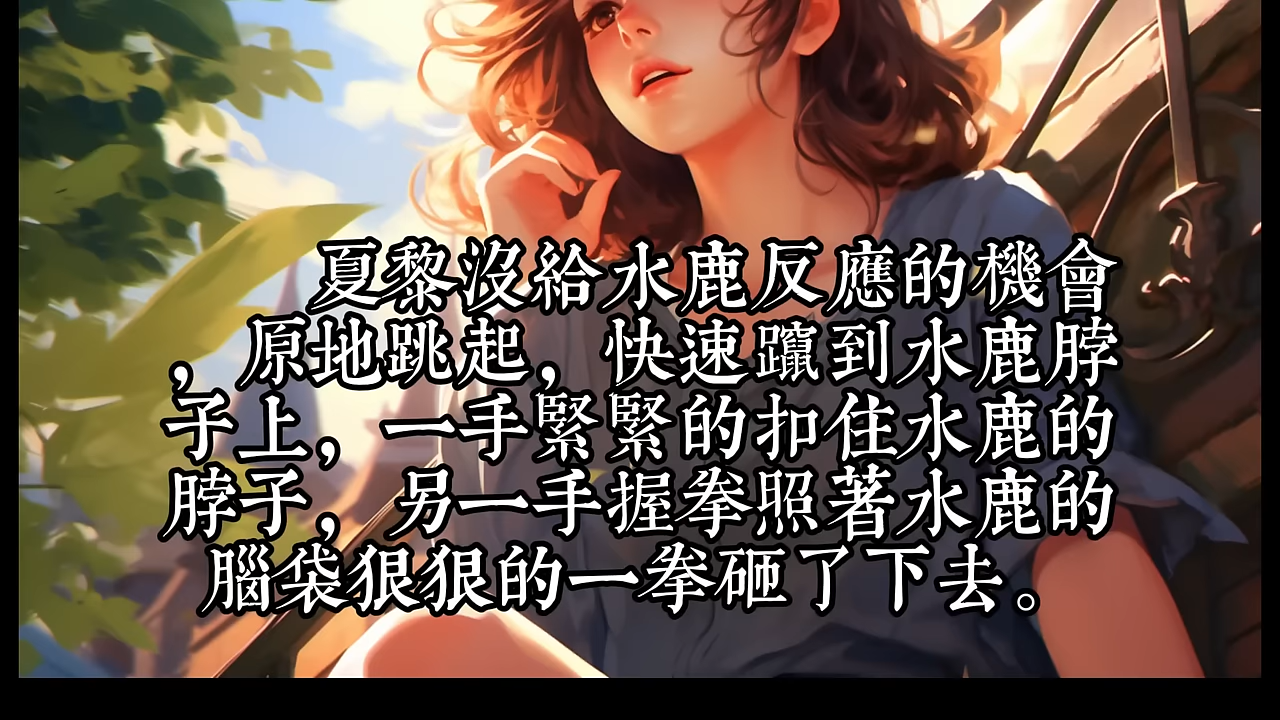 夏黎沒給水鹿反應的機會
，原地跳起，快速躥到水鹿脖
子上，一手緊緊的扣住水鹿的
脖子，另一手握拳照著水鹿的
腦袋狠狠的一拳砸了下去。